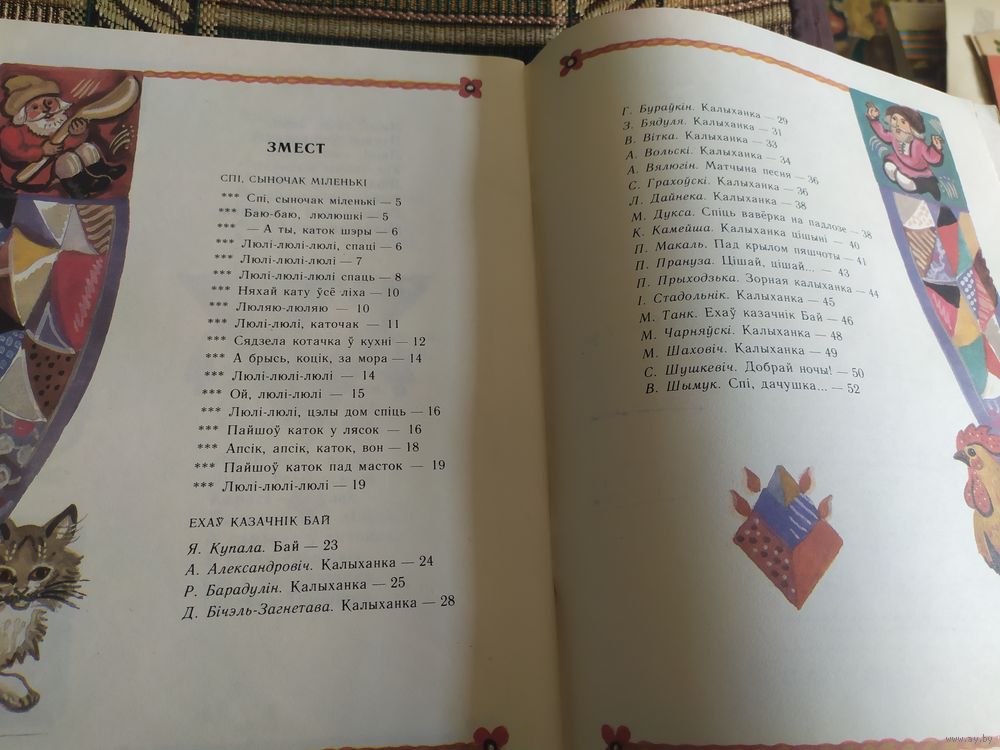 ЗМЕСТ
СПІ, СЫНОЧАК МІЛЕНЬКІ
*** Спі, сыночак міленькі — 5
*** Баю-баю, люлюшкі — 5
*** — А ты, каток шэры — 6
*** Люлі-люлі-люлі, спаці — 6
*** Люлі-люлі-люлі — 7
*** Люлі-люлі-люлі спаць — 8
*** Няхай кату ўсё ліха — 10
*** Люляю-люляю — 10
*** Люлі-люлі, каточак — 11
*** Сядзела котачка ў кухні — 12
*** А брысь, коцік, за мора — 14
*** Люлі-люлі-люлі — 14
*** Ой, люлі-люлі — 15
*** Люлі-люлі, цэлы дом спіць — 16
*** Пайшоў каток у лясок — 16
*** Апсік, апсік, каток, вон — 18
*** Пайшоў каток пад масток — 19
*** Люлі-люлі-люлі — 19
ЕХАЎ КАЗАЧНІК БАЙ
Я. Купала. Бай — 23
А. Александровіч. Калыханка — 24
Р. Барадулін. Калыханка — 25
Д. Бічэль-Загнетава. Калыханка — 28
Г. Бураўкін. Калыханка — 29
З. Бядуля. Калыханка — 31
В. Вітка. Калыханка — 33
А. Вольскі. Калыханка — 34
А. Вялюгін. Матчына песня — 36
С. Грахоўскі. Калыханка — 36
Л. Дайнека. Калыханка — 38
М. Дукса. Спіць вавёрка на падлозе — 38
К. Камейша. Калыханка цішыні — 40
П. Макаль. Пад крылом пяшчоты — 41
П. Прануза. Цішай, цішай... — 43
П. Прыходзька. Зорная калыханка — 44
І. Стадольнік. Калыханка — 45
М. Танк. Ехаў казачнік Бай — 46
М. Чарняўскі. Калыханка — 48
М. Шаховіч. Калыханка — 49
С. Шушкевіч. Добрай ночы! — 50
В. Шымук. Спі, дачушка... — 52
www.ay.by